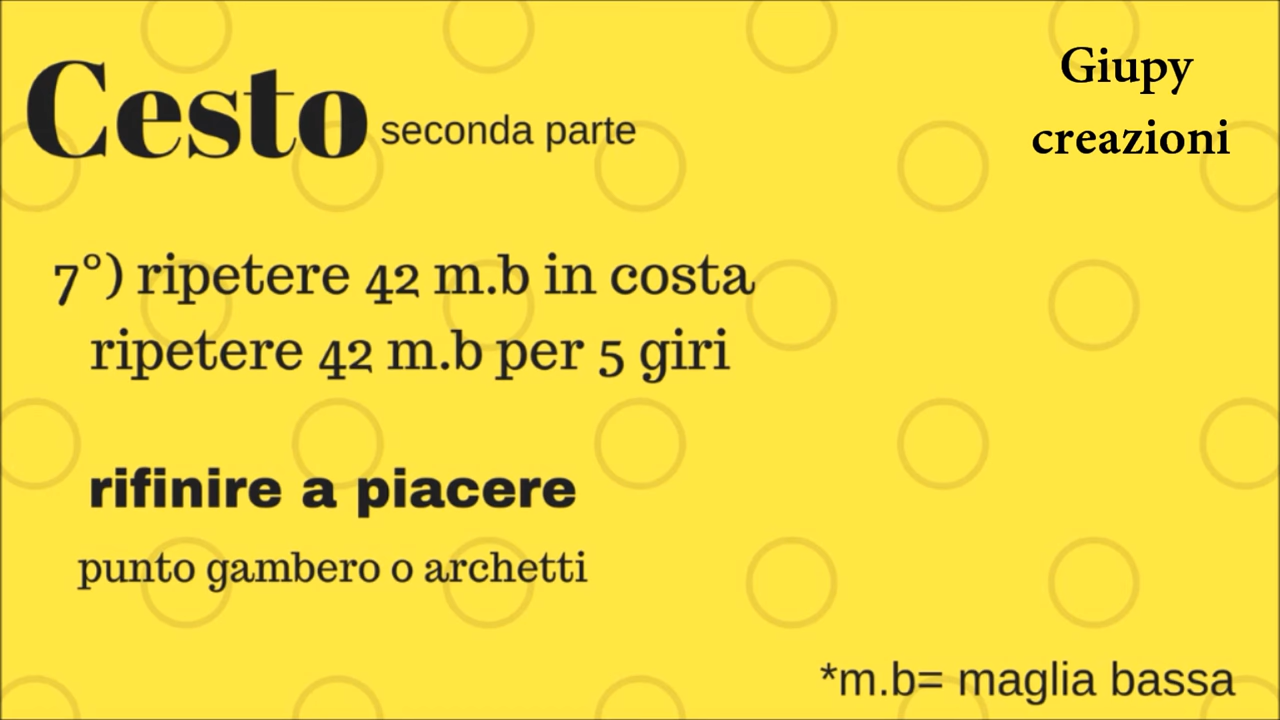 Cesto seconda parte
Giupy
creazioni
7°) ripetere 42 m.b in costa
ripetere 42 m.b per 5 giri
rifinire a piacere
punto gambero o archetti
*m.b= maglia bassa